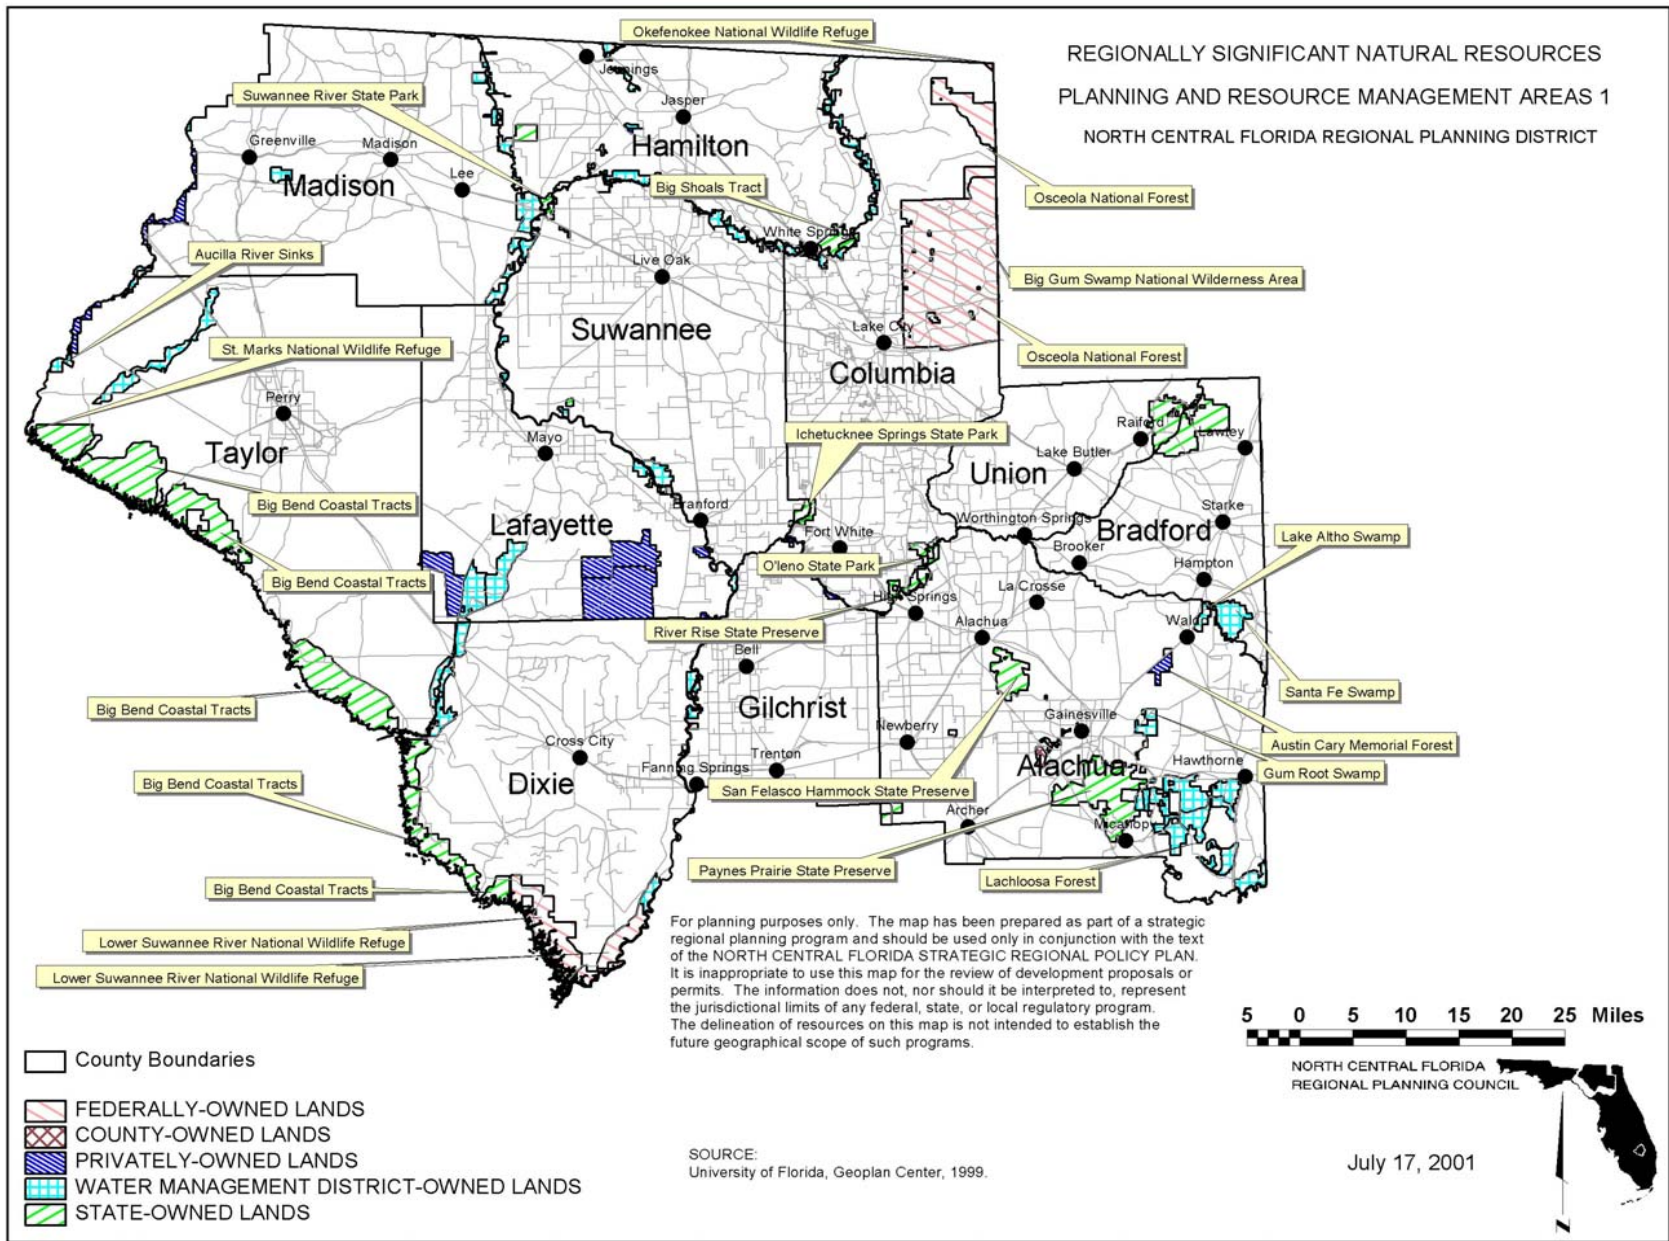 REGIONALLY SIGNIFICANT NATURAL RESOURCES
PLANNING AND RESOURCE MANAGEMENT AREAS 1
NORTH CENTRAL FLORIDA REGIONAL PLANNING DISTRICT
Okefenokee National Wildlife Refuge
Jennings
Suwannee River State Park
Jasper
Greenville
Madison
Hamilton
Lee
Madison
Big Shoals Tract
Osceola National Forest
White Springs
Aucilla River Sinks
Live Oak
Big Gum Swamp National Wilderness Area
Suwannee
Lake City
St. Marks National Wildlife Refuge
Osceola National Forest
Columbia
Perry
Taylor
Mayo
Ichetucknee Springs State Park
Raiford
Lawtey
Lake Butler
Union
Big Bend Coastal Tracts
Branford
Lafayette
Worthington Springs
Starke
Bradford
Fort White
Lake Altho Swamp
Brooker
O'leno State Park
Hampton
Big Bend Coastal Tracts
La Crosse
High Springs
Alachua
Waldo
River Rise State Preserve
Bell
Santa Fe Swamp
Big Bend Coastal Tracts
Gilchrist
Gainesville
Newberry
Cross City
Austin Cary Memorial Forest
Trenton
Fanning Springs
Alachua
Hawthorne
Gum Root Swamp
Big Bend Coastal Tracts
Dixie
San Felasco Hammock State Preserve
Archer
Micanopy
Paynes Prairie State Preserve
Lachloosa Forest
Big Bend Coastal Tracts
Lower Suwannee River National Wildlife Refuge
Lower Suwannee River National Wildlife Refuge
For planning purposes only. The map has been prepared as part of a strategic
regional planning program and should be used only in conjunction with the text
of the NORTH CENTRAL FLORIDA STRATEGIC REGIONAL POLICY PLAN.
It is inappropriate to use this map for the review of development proposals or
permits. The information does not, nor should it be interpreted to, represent
the jurisdictional limits of any federal, state, or local regulatory program.
The delineation of resources on this map is not intended to establish the
future geographical scope of such programs.
5 0 5 10 15 20 25 Miles
NORTH CENTRAL FLORIDA
REGIONAL PLANNING COUNCIL
County Boundaries
FEDERALLY-OWNED LANDS
COUNTY-OWNED LANDS
PRIVATELY-OWNED LANDS
WATER MANAGEMENT DISTRICT-OWNED LANDS
STATE-OWNED LANDS
SOURCE:
University of Florida, Geoplan Center, 1999.
July 17, 2001
N